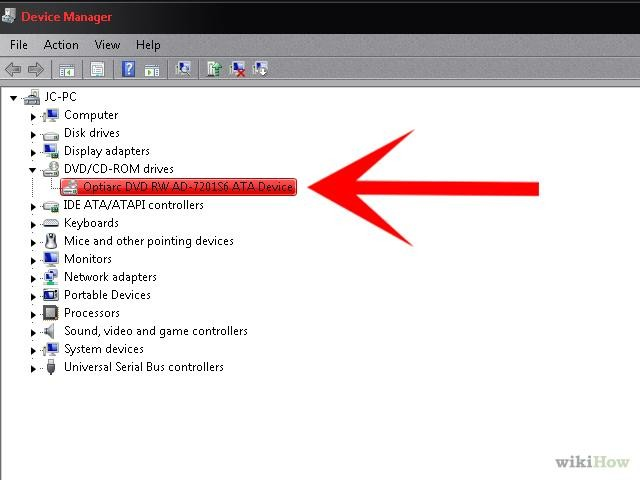 Device Manager
File Action View Help
JC-PC
Computer
Disk drives
Display adapters
DVD/CD-ROM drives
Optiarc DVD RW AD-7201S6 ATA Device
IDE ATA/ATAPI controllers
Keyboards
Mice and other pointing devices
Monitors
Network adapters
Portable Devices
Processors
Sound, video and game controllers
System devices
Universal Serial Bus controllers
wikiHow